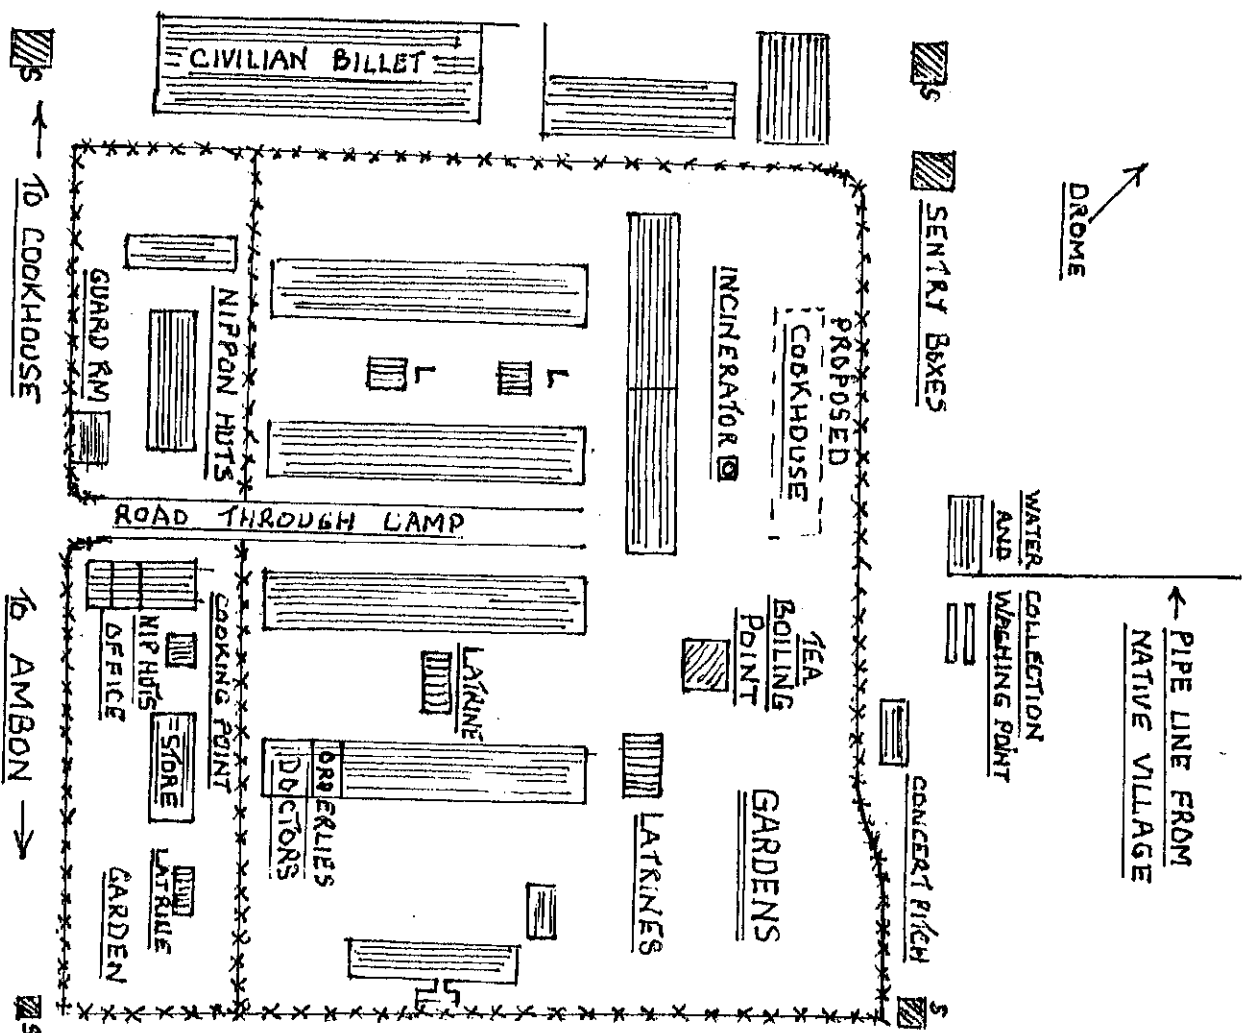 ← PIPE LINE FROM
NATIVE VILLAGE
DROME
WATER COLLECTION
AND WASHING POINT
S
SENTRY BOXES
CONCERT PITCH
S
PROPOSED
COOKHOUSE
TEA
BOILING
POINT
GARDENS
INCINERATOR
LATRINES
L
L
LATRINE
ORDERLIES
DOCTORS
CIVILIAN BILLET
ROAD THROUGH CAMP
NIPPON HUTS
COOKING POINT
STORE
NIP HUTS
LATRINE
GUARD RM
OFFICE
GARDEN
S
← TO COOKHOUSE
TO AMBON →
S